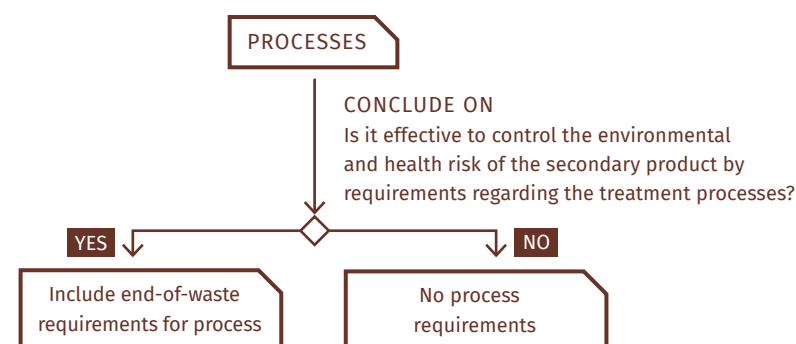 PROCESSES
CONCLUDE ON
Is it effective to control the environmental
and health risk of the secondary product by
requirements regarding the treatment processes?
YES
NO
Include end-of-waste
requirements for process
No process
requirements